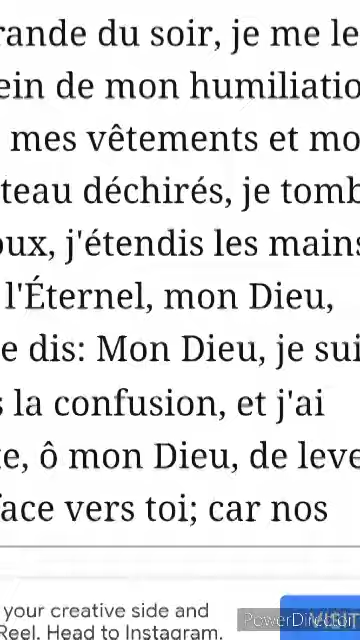 rande du soir, je me le
ein de mon humiliatio
mes vêtements et mo
teau déchirés, je tomb
oux, j'étendis les mains
l'Éternel, mon Dieu,
e dis: Mon Dieu, je sui
s la confusion, et j'ai
e, ô mon Dieu, de leve
face vers toi; car nos
your creative side and
Reel. Head to Instagram.
VISIT
PowerDirector